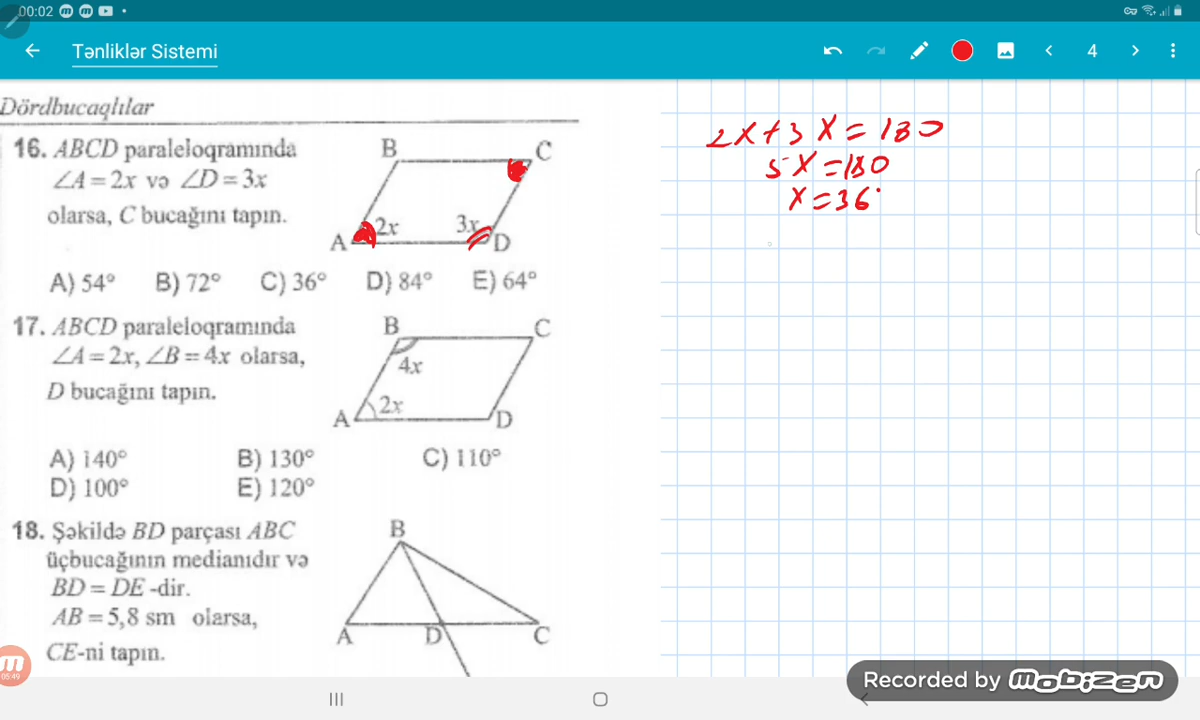 00:02
Tənliklər Sistemi
4
Dördbucaqlılar
16. ABCD paraleloqramında
∠A = 2x və ∠D = 3x
olarsa, C bucağını tapın.
B
C
2x
3x
A
D
A) 54° B) 72° C) 36° D) 84° E) 64°
17. ABCD paraleloqramında
∠A = 2x, ∠B = 4x olarsa,
D bucağını tapın.
B
C
4x
2x
A
D
A) 140° B) 130° C) 110°
D) 100° E) 120°
18. Şəkildə BD parçası ABC
üçbucağının medianıdır və
BD = DE -dir.
AB = 5,8 sm olarsa,
CE-ni tapın.
B
A
D
C
2x+3x=180
5x=180
x=36°
05:49
Recorded by mobizen